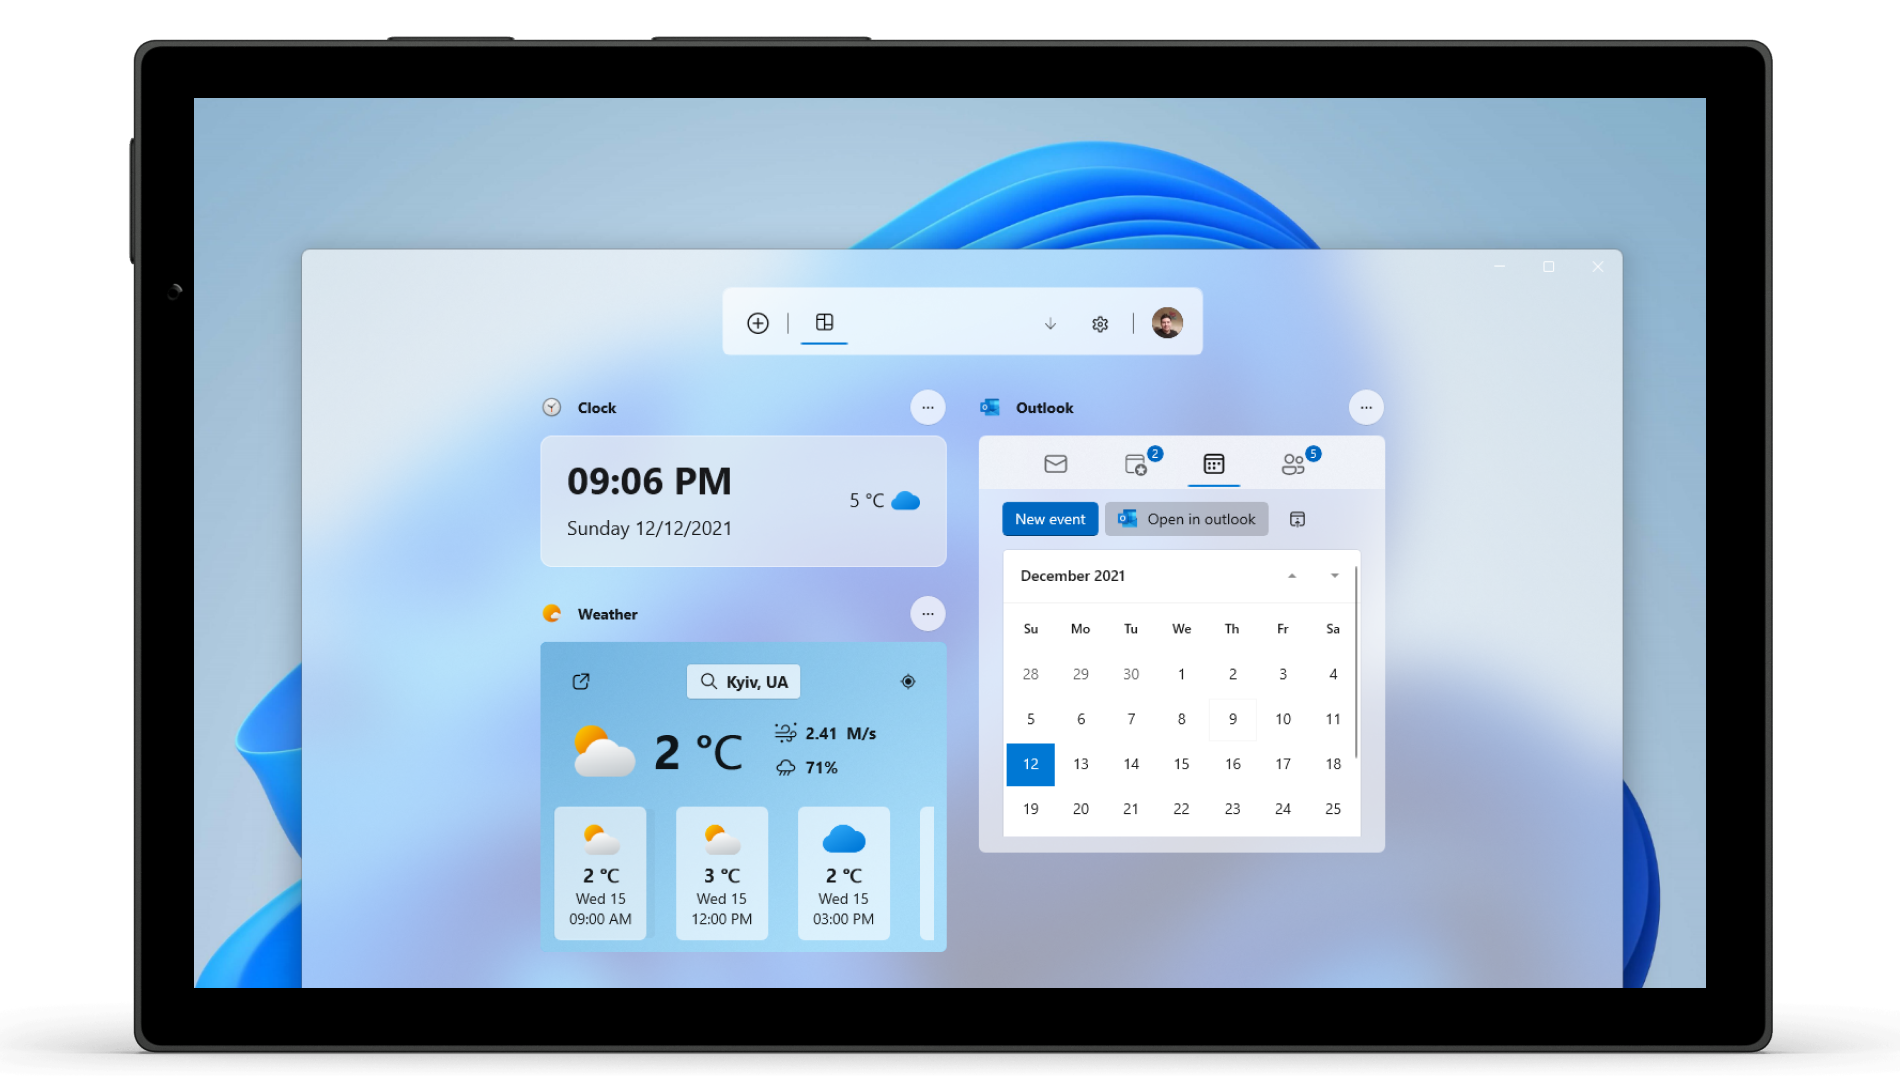 Clock
09:06 PM
Sunday 12/12/2021
5 °C
Weather
Kyiv, UA
2 °C
2.41 M/s
71%
2 °C
Wed 15
09:00 AM
3 °C
Wed 15
12:00 PM
2 °C
Wed 15
03:00 PM
Outlook
2
5
New event
Open in outlook
December 2021
Su Mo Tu We Th Fr Sa
28 29 30 1 2 3 4
5 6 7 8 9 10 11
12 13 14 15 16 17 18
19 20 21 22 23 24 25